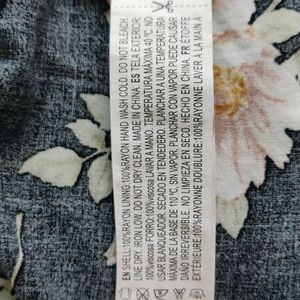 EN SHELL:100%RAYON LINING:100%RAYON HAND WASH COLD. DO NOT BLEACH.
LINE DRY. IRON LOW. DO NOT DRY CLEAN. MADE IN CHINA. ES TELA EXTERIOR:
100%viscosa FORRO:100%viscosa LAVAR A MANO. TEMPERATURA MÁXIMA 40 ºC. NO
USAR BLANQUEADOR. SECADO EN TENDEDERO. PLANCHAR A UNA TEMPERATURA
MÁXIMA DE LA BASE DE 110 °C, SIN VAPOR. PLANCHAR CON VAPOR PUEDE CAUSAR
DAÑO IRREVERSIBLE. NO LIMPIEZA EN SECO. HECHO EN CHINA. FR ÉTOFFE
EXTÉRIEURE:100%RAYONNE DOUBLURE:100%RAYONNE LAVER À LA MAIN À